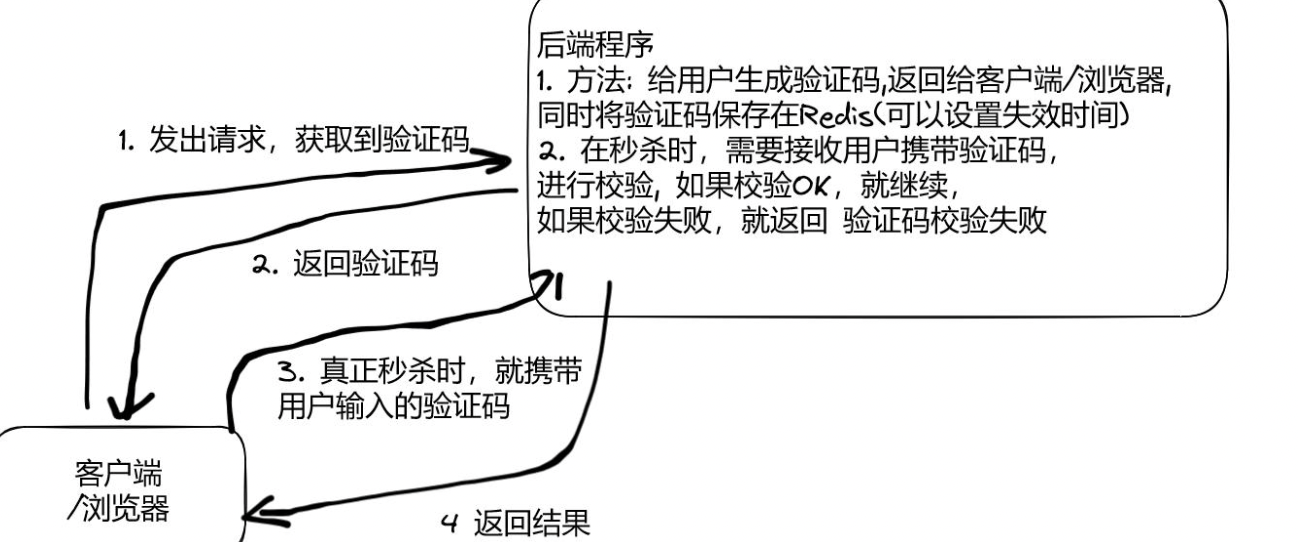 后端程序
1. 方法: 给用户生成验证码,返回给客户端/浏览器,
同时将验证码保存在Redis(可以设置失效时间)
2. 在秒杀时，需要接收用户携带验证码，
进行校验, 如果校验OK，就继续，
如果校验失败，就返回 验证码校验失败
1. 发出请求，获取到验证码
2. 返回验证码
3. 真正秒杀时，就携带
用户输入的验证码
客户端
/浏览器
4 返回结果